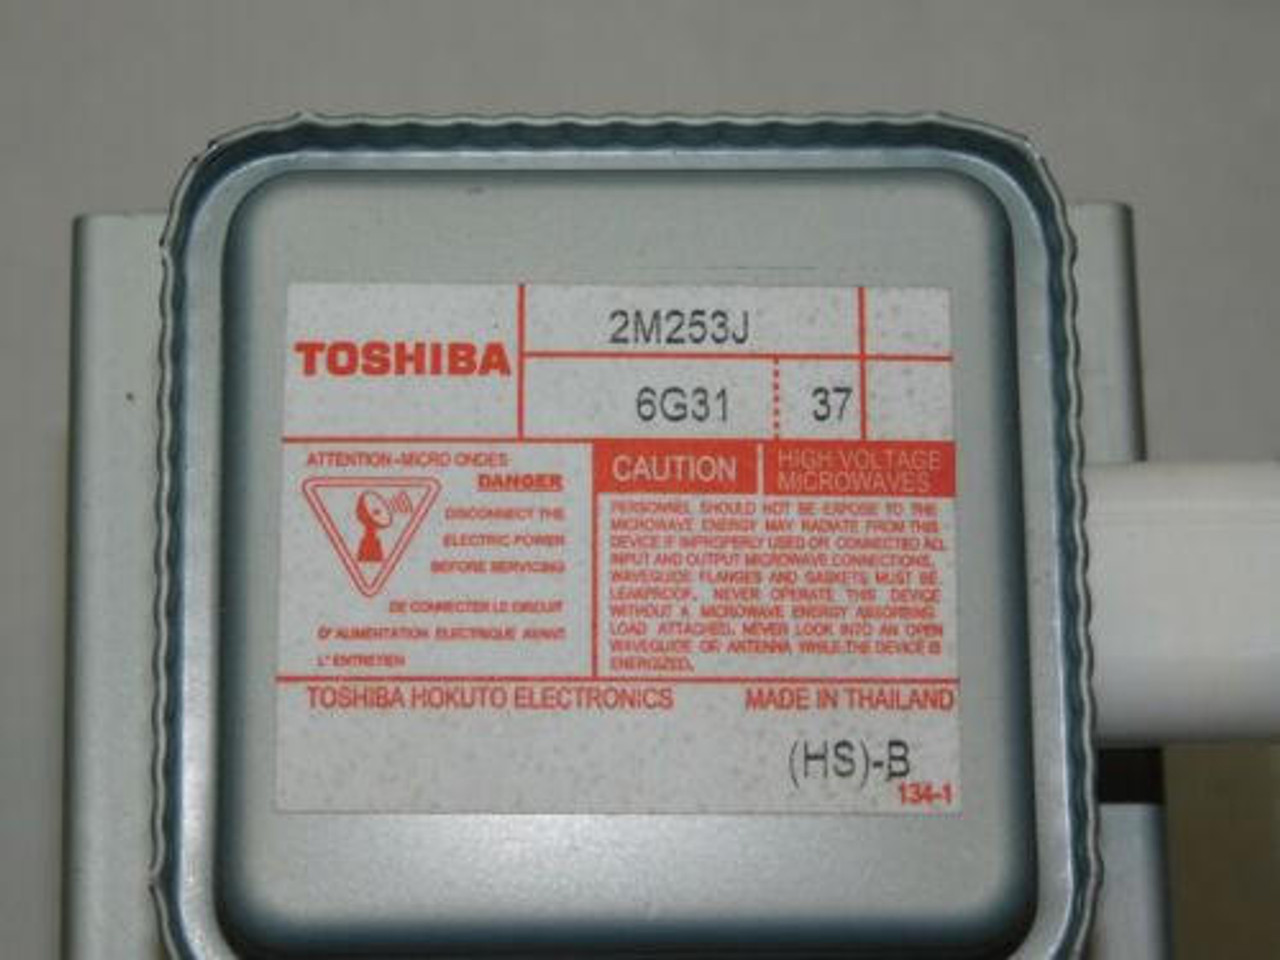 TOSHIBA
2M253J
6G31 37
ATTENTION-MICRO ONDES
DANGER
DISCONNECT THE
ELECTRIC POWER
BEFORE SERVICING
DE CONNECTER LE CIRCUIT
D'ALIMENTATION ELECTRIQUE AVANT
L'ENTRETIEN
CAUTION
HIGH VOLTAGE
MICROWAVES
PERSONNEL SHOULD NOT BE EXPOSE TO THE
MICROWAVE ENERGY MAY RADIATE FROM THIS
DEVICE IF IMPROPERLY USED OR CONNECTED ALL
INPUT AND OUTPUT MICROWAVE CONNECTIONS,
WAVEGUIDE FLANGES AND GASKETS MUST BE
LEAKPROOF. NEVER OPERATE THIS DEVICE
WITHOUT A MICROWAVE ENERGY ABSORBING
LOAD ATTACHED. NEVER LOOK INTO AN OPEN
WAVEGUIDE OR ANTENNA WHILE THE DEVICE IS
ENERGIZED.
TOSHIBA HOKUTO ELECTRONICS MADE IN THAILAND
(HS)-B
134-1